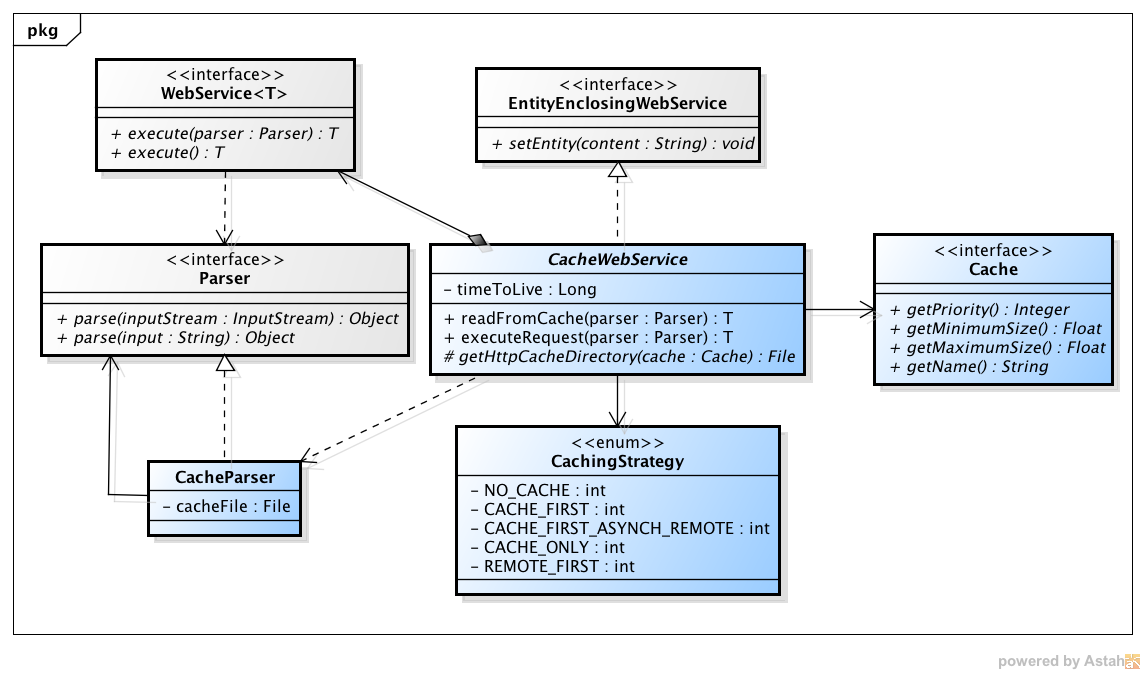 pkg
<<interface>>
WebService<T>
+ execute(parser : Parser) : T
+ execute() : T
<<interface>>
EntityEnclosingWebService
+ setEntity(content : String) : void
<<interface>>
Parser
+ parse(inputStream : InputStream) : Object
+ parse(input : String) : Object
CacheWebService
- timeToLive : Long
+ readFromCache(parser : Parser) : T
+ executeRequest(parser : Parser) : T
# getHttpCacheDirectory(cache : Cache) : File
<<interface>>
Cache
+ getPriority() : Integer
+ getMinimumSize() : Float
+ getMaximumSize() : Float
+ getName() : String
CacheParser
- cacheFile : File
<<enum>>
CachingStrategy
- NO_CACHE : int
- CACHE_FIRST : int
- CACHE_FIRST_ASYNCH_REMOTE : int
- CACHE_ONLY : int
- REMOTE_FIRST : int
powered by Astah